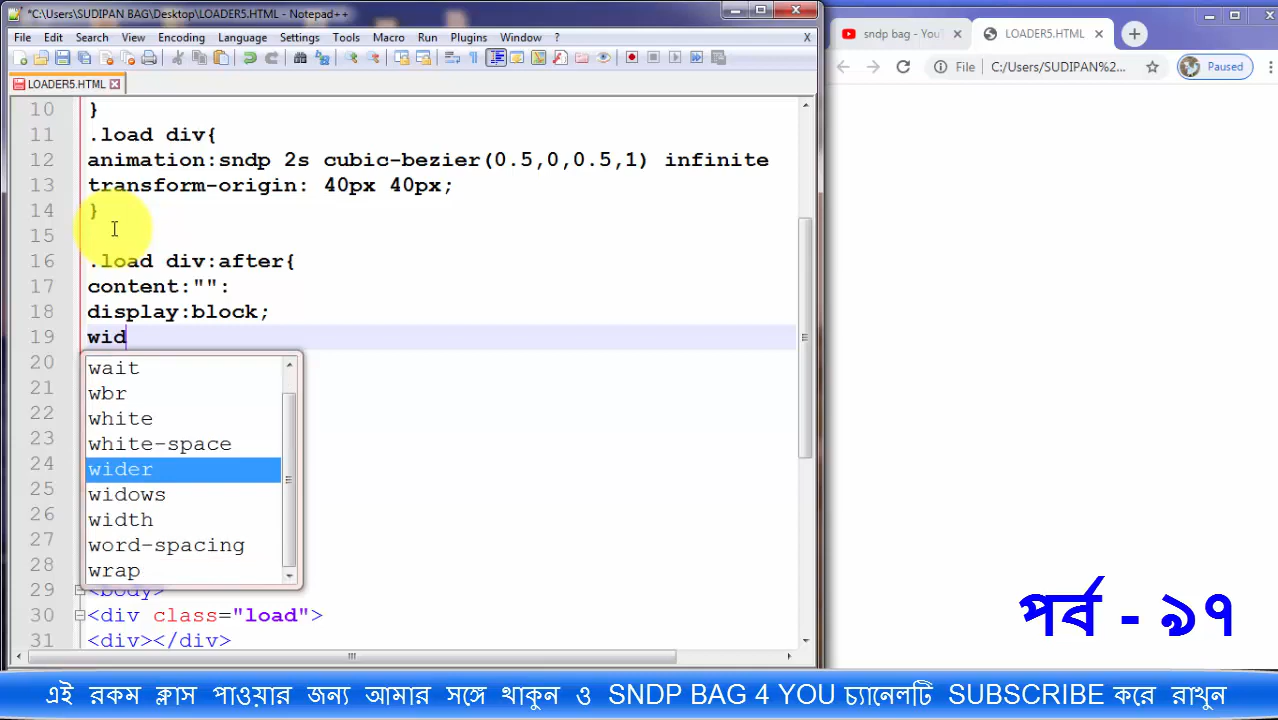 *C:\Users\SUDIPAN BAG\Desktop\LOADER5.HTML - Notepad++
File Edit Search View Encoding Language Settings Tools Macro Run Plugins Window ? X
LOADER5.HTML
10 }
11 .load div{
12 animation:sndp 2s cubic-bezier(0.5,0,0.5,1) infinite
13 transform-origin: 40px 40px;
14 }
15
16 .load div:after{
17 content:"":
18 display:block;
19 wid
20
21
22
23
24
25
26
27
28
29 <body>
30 <div class="load">
31 <div></div>
wait
wbr
white
white-space
wider
widows
width
word-spacing
wrap
sndp bag - You
LOADER5.HTML
File C:/Users/SUDIPAN%2... Paused
পর্ব - ৯৭
এই রকম ক্লাস পাওয়ার জন্য আমার সঙ্গে থাকুন ও SNDP BAG 4 YOU চ্যানেলটি SUBSCRIBE করে রাখুন